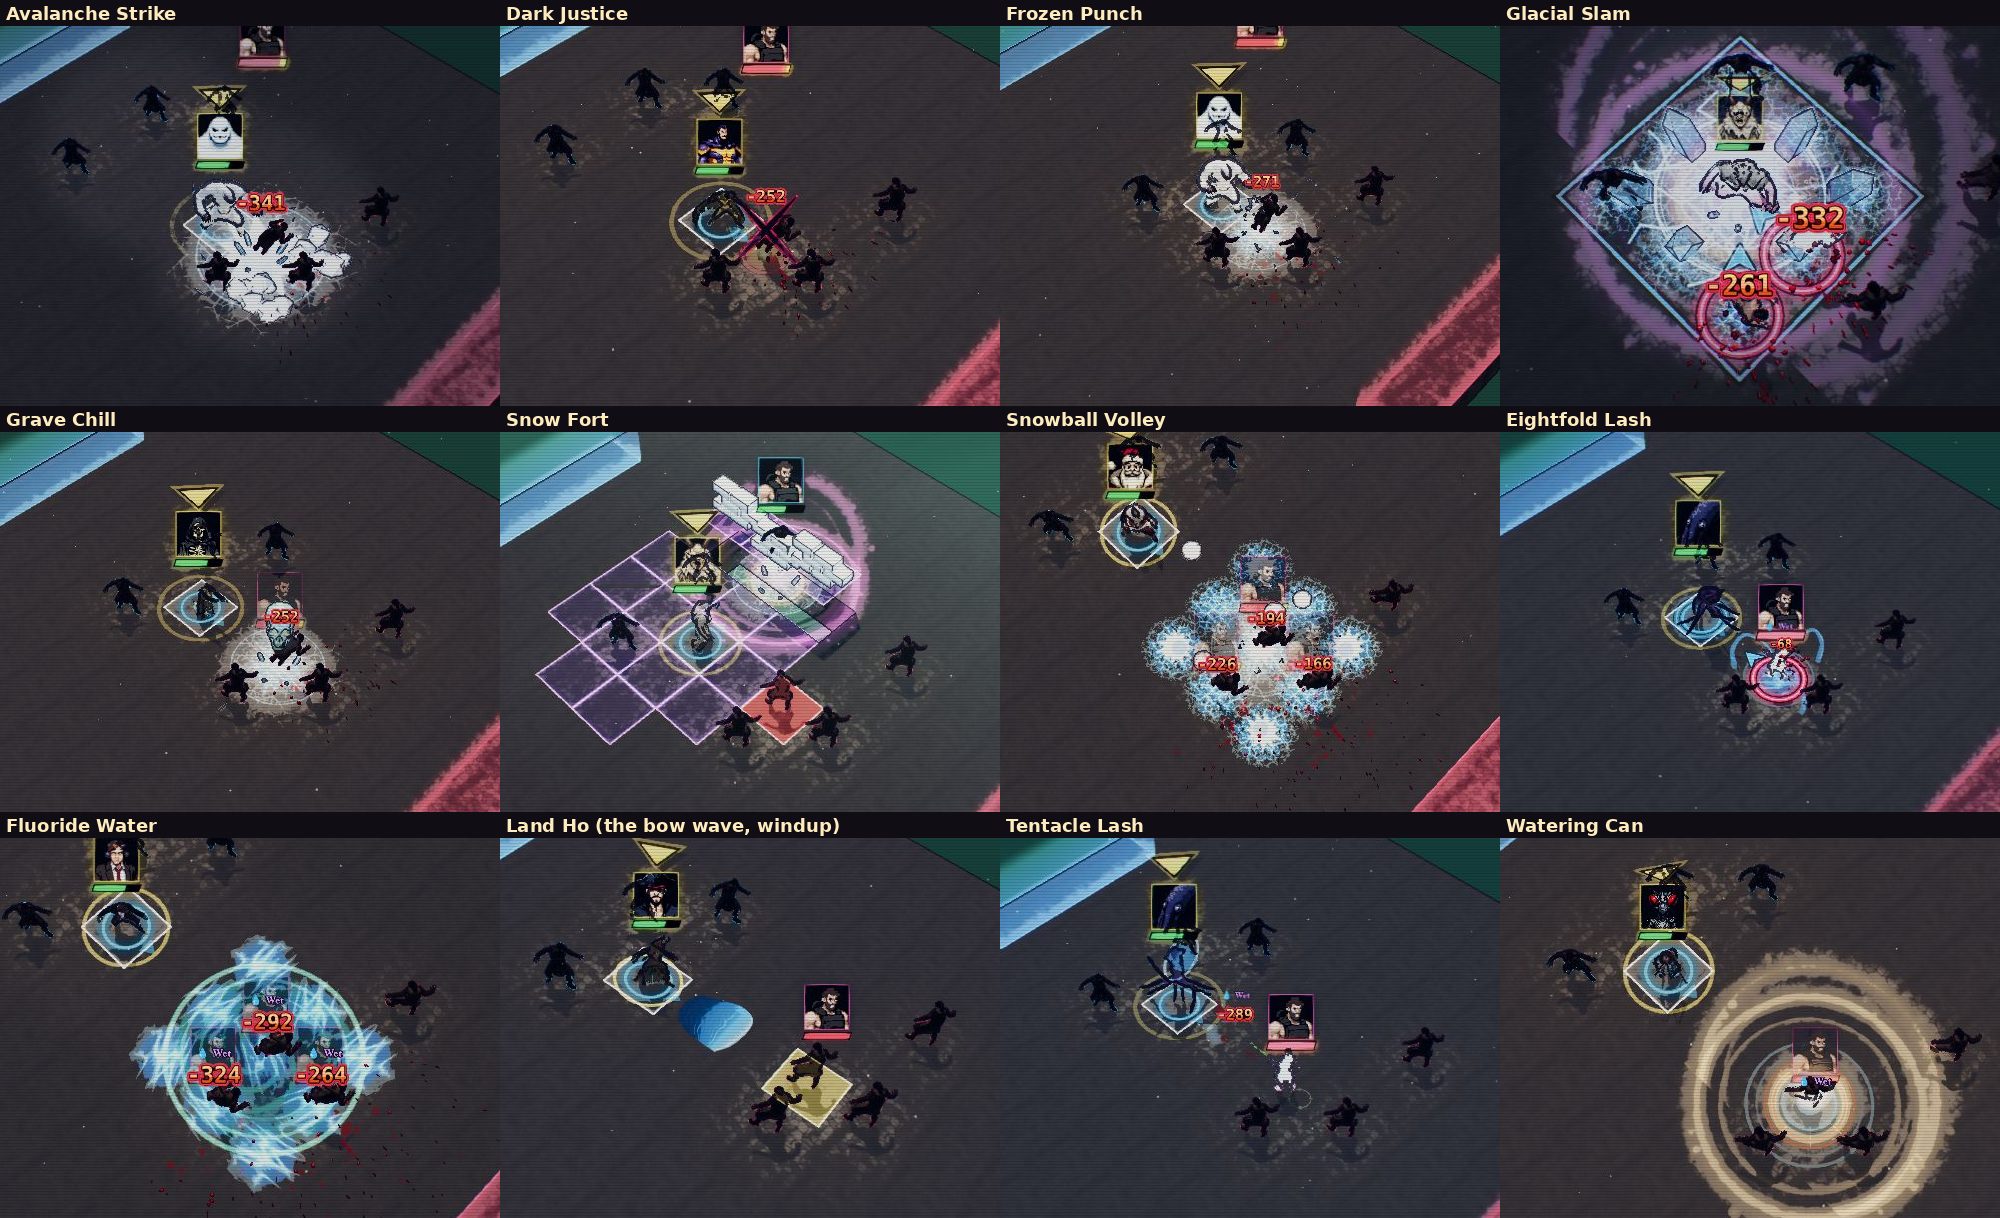 Avalanche Strike
Dark Justice
Frozen Punch
Glacial Slam
-341
-252
-271
-332
-261
Grave Chill
Snow Fort
Snowball Volley
Eightfold Lash
-252
-194
-226
-166
Wet
-68
Fluoride Water
Land Ho (the bow wave, windup)
Tentacle Lash
Watering Can
Wet
-292
Wet
Wet
-324
-264
Wet
-289
Wet